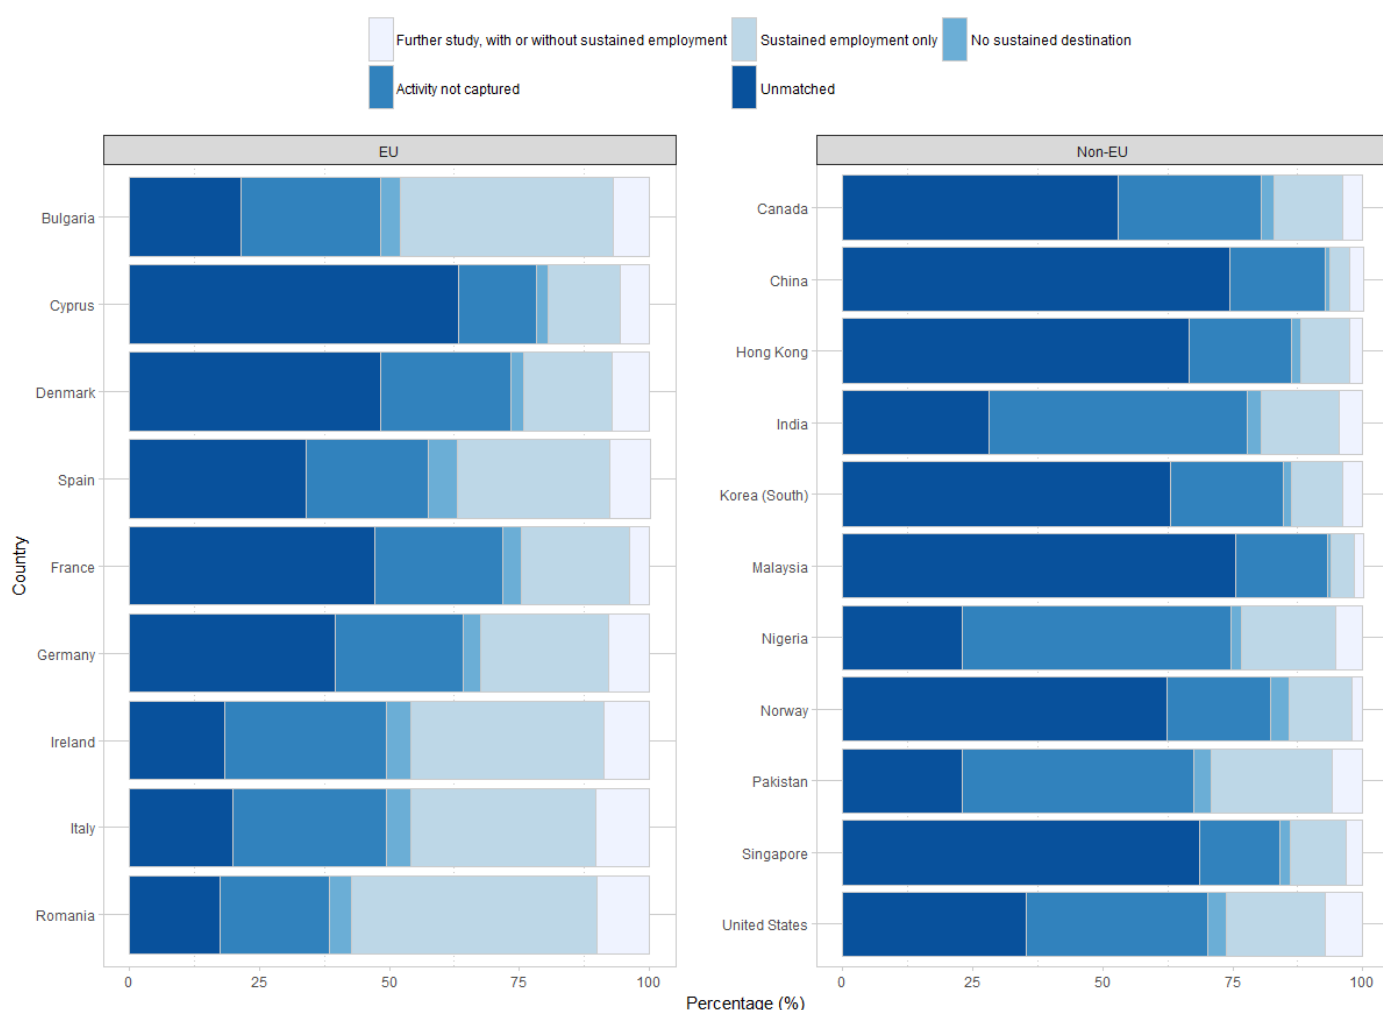 Further study, with or without sustained employment
Sustained employment only
No sustained destination
Activity not captured
Unmatched
EU
Non-EU
Country
Bulgaria
Cyprus
Denmark
Spain
France
Germany
Ireland
Italy
Romania
Canada
China
Hong Kong
India
Korea (South)
Malaysia
Nigeria
Norway
Pakistan
Singapore
United States
0 25 50 75 100
0 25 50 75 100
Percentage (%)